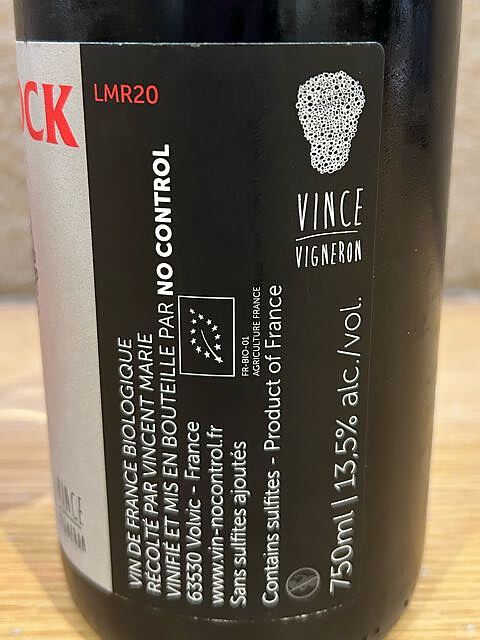 OCK
LMR20
VINCE
VIGNERON
VIN DE FRANCE BIOLOGIQUE
RÉCOLTÉ PAR VINCENT MARIE
VINIFIÉ ET MIS EN BOUTEILLE PAR NO CONTROL
63530 Volvic - France
www.vin-nocontrol.fr
Sans sulfites ajoutés
Contains sulfites - Product of France
FR-BIO-01
AGRICULTURE FRANCE
750ml | 13,5% alc./vol.
VINCE
VIGNERON